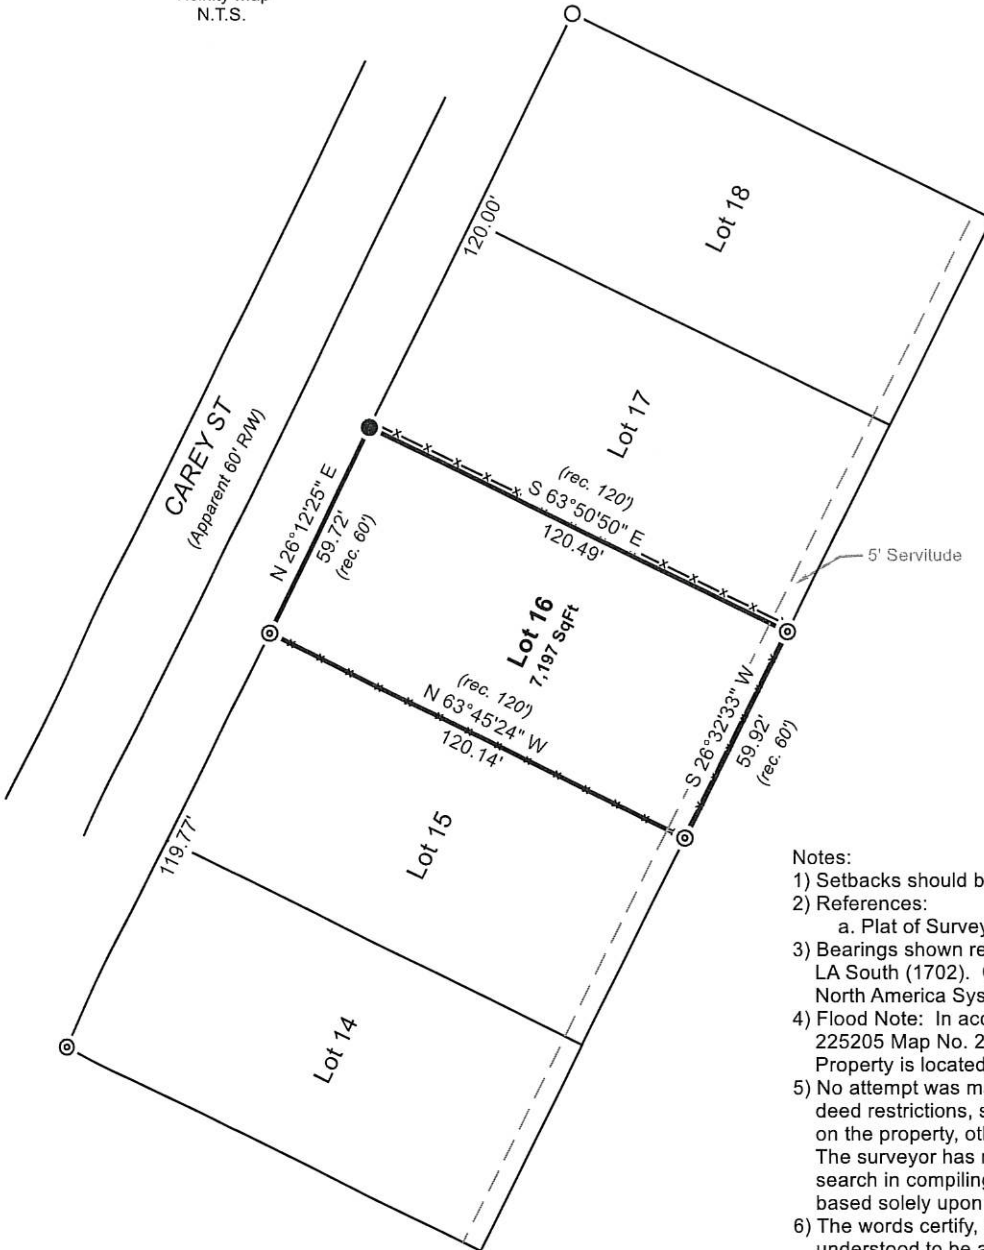 N.T.S.
Lot 18
120.00'
Lot 17
CAREY ST
(Apparent 60' R/W)
(rec. 120')
S 63°50'50" E
120.49'
N 26°12'25" E
59.72'
(rec. 60')
5' Servitude
Lot 16
7,197 SqFt
(rec. 120')
N 63°45'24" W
120.14'
S 26°32'33" W
59.92'
(rec. 60')
119.77'
Lot 15
Lot 14
Notes:
1) Setbacks should b
2) References:
a. Plat of Survey
3) Bearings shown re
LA South (1702).
North America Sys
4) Flood Note: In acc
225205 Map No. 2
Property is located
5) No attempt was m
deed restrictions, s
on the property, ot
The surveyor has
search in compiling
based solely upon
6) The words certify,
understood to be a